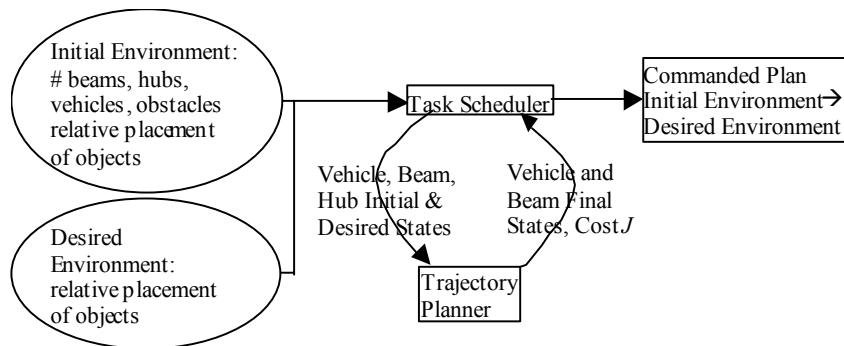 Initial Environment:
# beams, hubs,
vehicles, obstacles
relative placement
of objects
Desired
Environment:
relative placement
of objects
Task Scheduler
Vehicle, Beam,
Hub Initial &
Desired States
Vehicle and
Beam Final
States, Cost J
Trajectory
Planner
Commanded Plan
Initial Environment→
Desired Environment